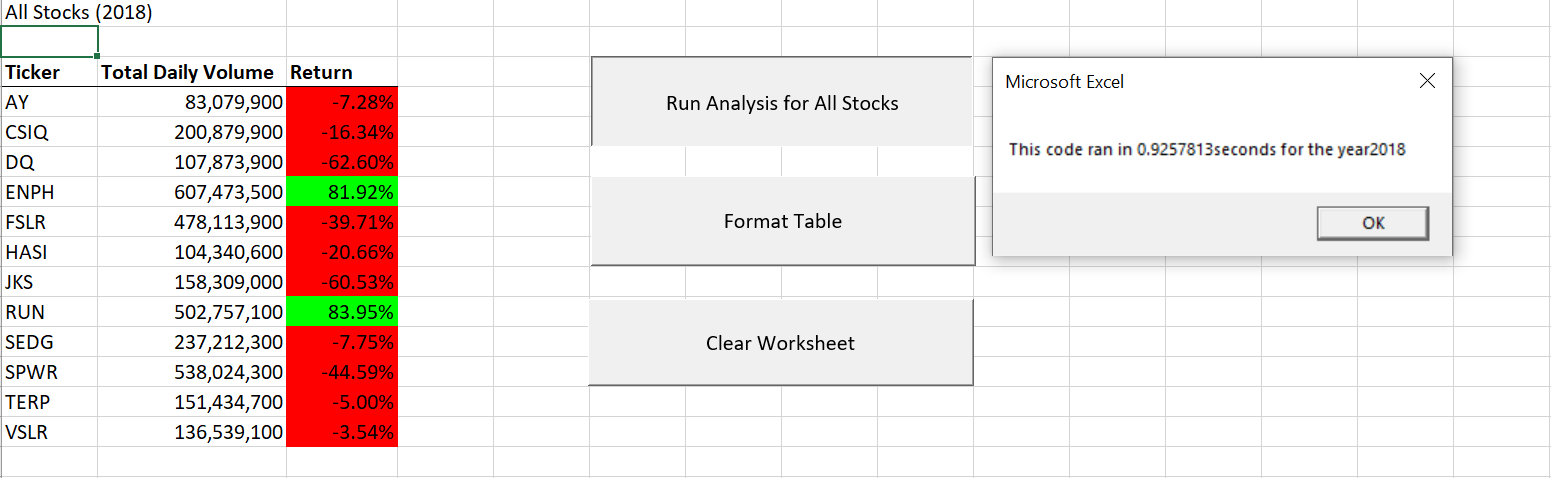 All Stocks (2018)
Ticker Total Daily Volume Return
AY 83,079,900 -7.28%
CSIQ 200,879,900 -16.34%
DQ 107,873,900 -62.60%
ENPH 607,473,500 81.92%
FSLR 478,113,900 -39.71%
HASI 104,340,600 -20.66%
JKS 158,309,000 -60.53%
RUN 502,757,100 83.95%
SEDG 237,212,300 -7.75%
SPWR 538,024,300 -44.59%
TERP 151,434,700 -5.00%
VSLR 136,539,100 -3.54%
Run Analysis for All Stocks
Format Table
Clear Worksheet
Microsoft Excel
This code ran in 0.9257813seconds for the year2018
OK